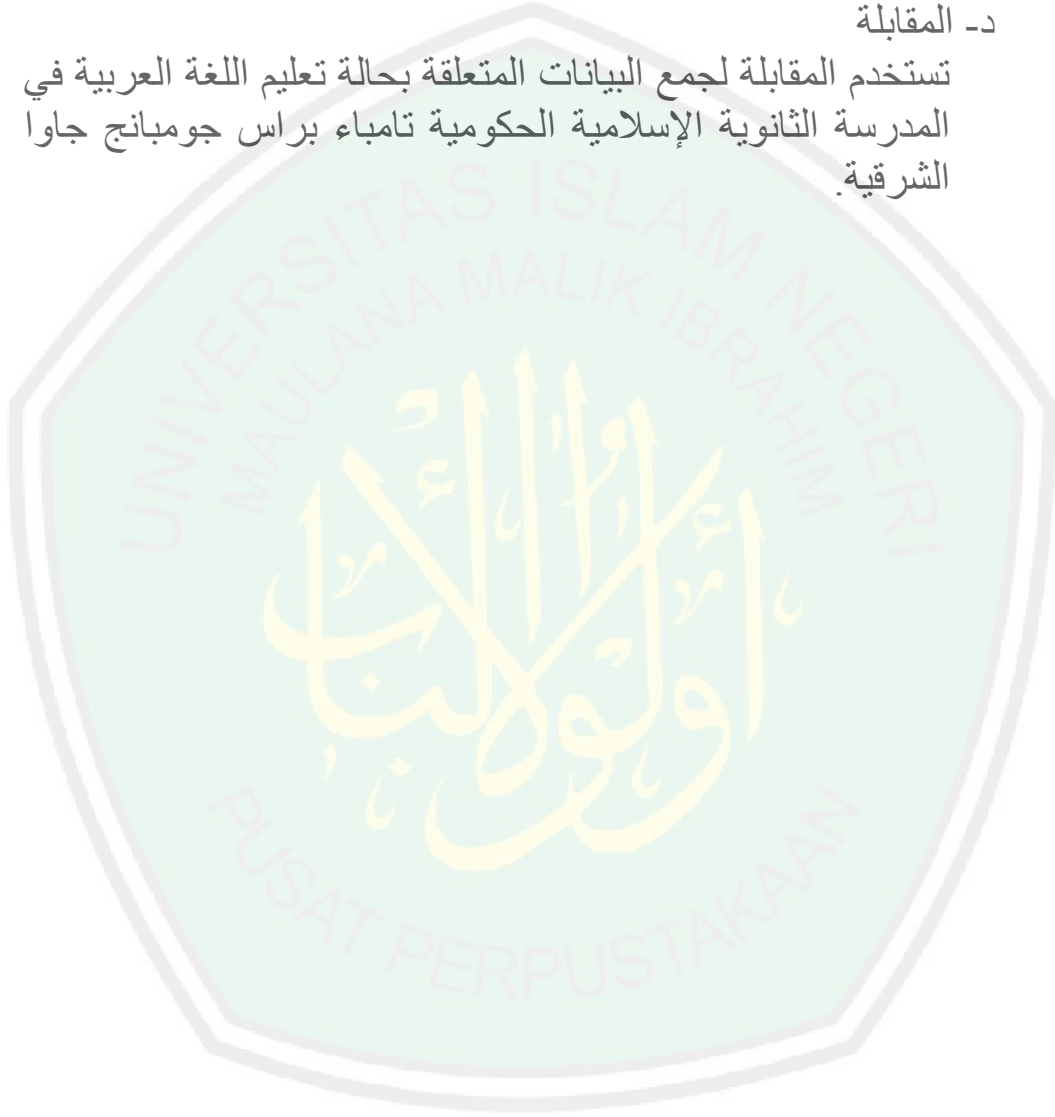 د- المقابلة
تستخدم المقابلة لجمع البيانات المتعلقة بحالة تعليم اللغة العربية في
المدرسة الثانوية الإسلامية الحكومية تامباء براس جومبانج جاوا
الشرقية.
UNIVERSITAS ISLAM NEGERI
MAULANA MALIK IBRAHIM
أولوا الألباب
PUSAT PERPUSTAKAAN